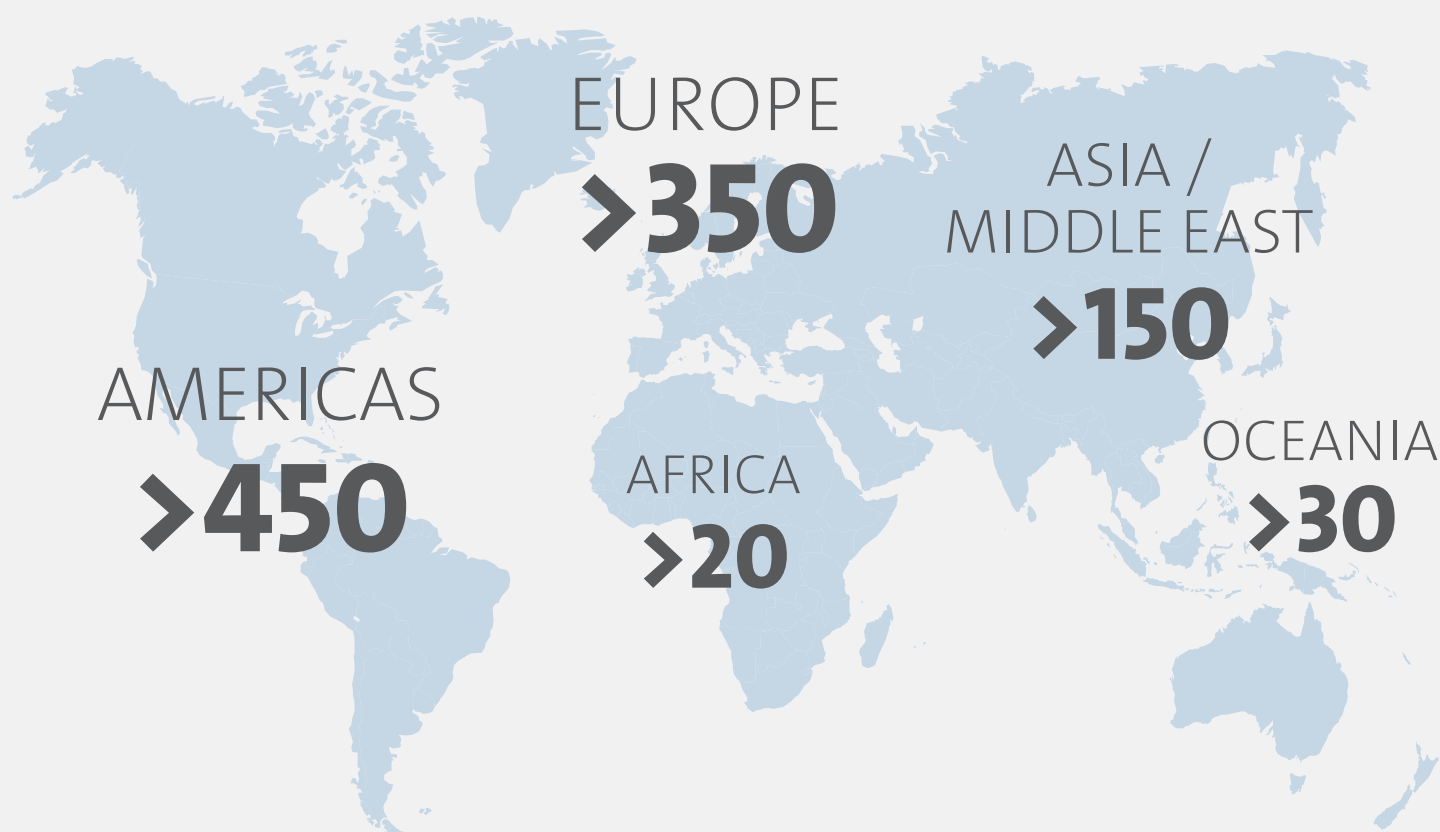 EUROPE
>350
ASIA /
MIDDLE EAST
>150
AMERICAS
>450
AFRICA
>20
OCEANIA
>30